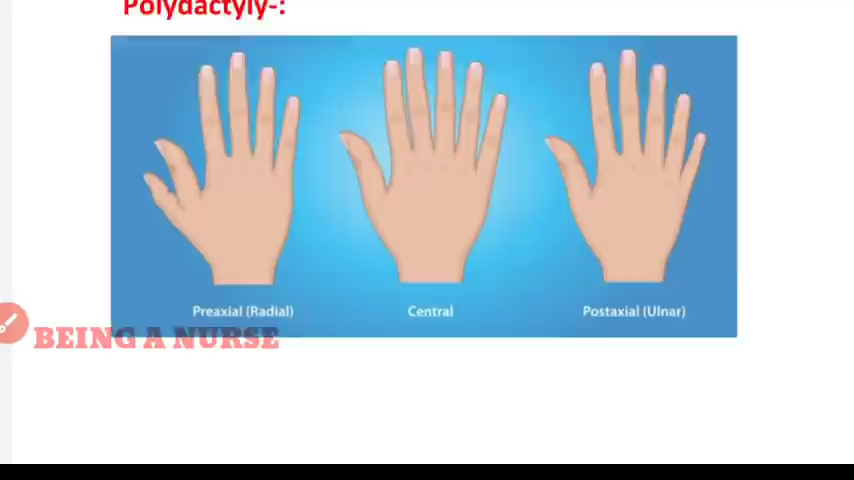 Polydactyly-:
Preaxial (Radial)
Central
Postaxial (Ulnar)
BEING A NURSE